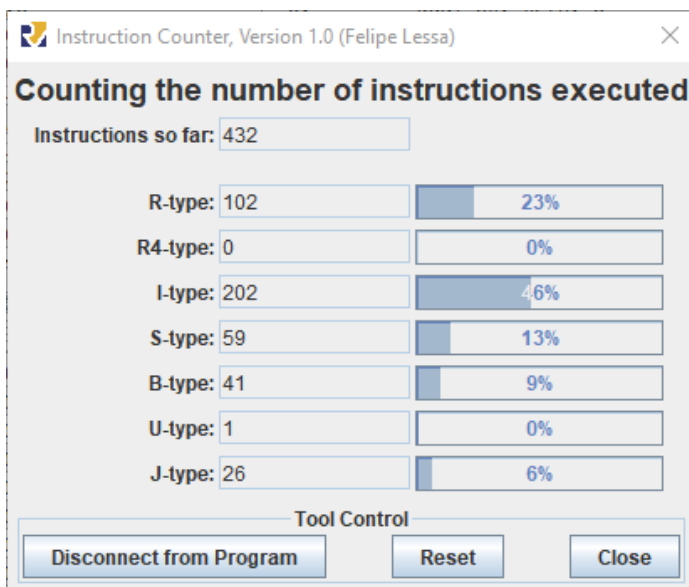 Instruction Counter, Version 1.0 (Felipe Lessa)
Counting the number of instructions executed
Instructions so far: 432
R-type: 102 23%
R4-type: 0 0%
I-type: 202 46%
S-type: 59 13%
B-type: 41 9%
U-type: 1 0%
J-type: 26 6%
Tool Control
Disconnect from Program Reset Close